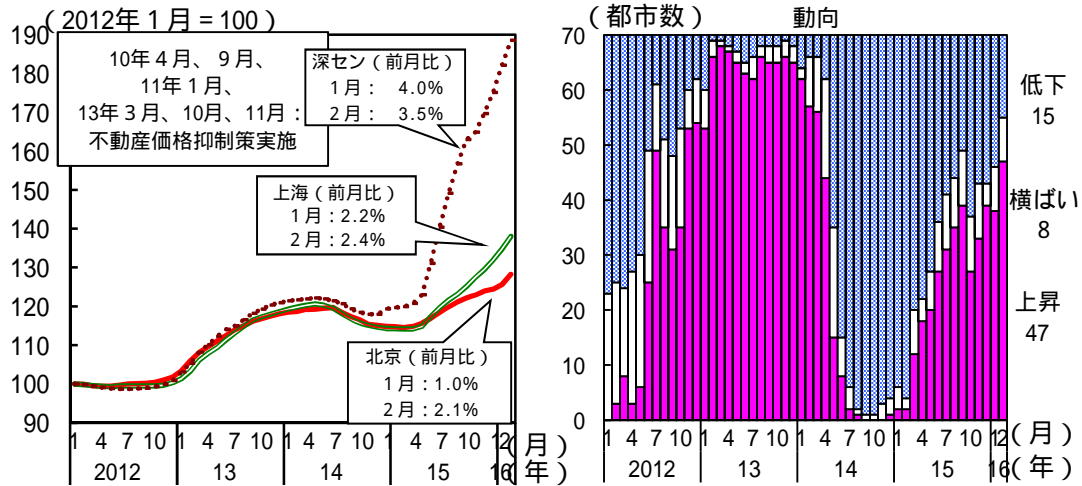 (2012年1月=100)
190
180
170
160
150
140
130
120
110
100
90
10年4月、9月、
11年1月、
13年3月、10月、11月:
不動産価格抑制策実施
深セン(前月比)
1月: 4.0%
2月: 3.5%
上海(前月比)
1月:2.2%
2月:2.4%
北京(前月比)
1月:1.0%
2月:2.1%
1 4 7 10 1 4 7 10 1 4 7 10 1 4 7 10 12 (月)
2012 13 14 15 16 (年)
(都市数) 動向
70
60
50
40
30
20
10
0
低下
15
横ばい
8
上昇
47
1 4 7 10 1 4 7 10 1 4 7 10 1 4 7 10 12 (月)
2012 13 14 15 16 (年)